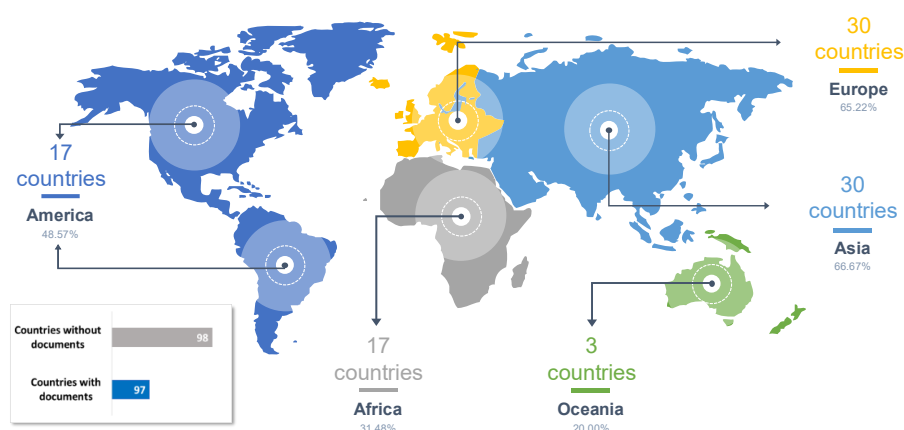 30
countries
Europe
65.22%
17
countries
America
48.57%
30
countries
Asia
66.67%
Countries without
documents
98
Countries with
documents
97
17
countries
Africa
31.48%
3
countries
Oceania
20.00%